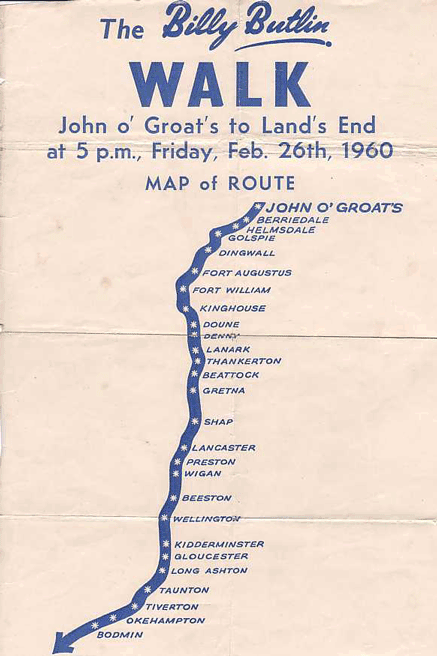 The Billy Butlin
WALK
John o' Groat's to Land's End
at 5 p.m., Friday, Feb. 26th, 1960
MAP of ROUTE
JOHN O' GROAT'S
BERRIEDALE
HELMSDALE
GOLSPIE
DINGWALL
FORT AUGUSTUS
FORT WILLIAM
KINGHOUSE
DOUNE
DENNY
LANARK
THANKERTON
BEATTOCK
GRETNA
SHAP
LANCASTER
PRESTON
WIGAN
BEESTON
WELLINGTON
KIDDERMINSTER
GLOUCESTER
LONG ASHTON
TAUNTON
TIVERTON
OKEHAMPTON
BODMIN